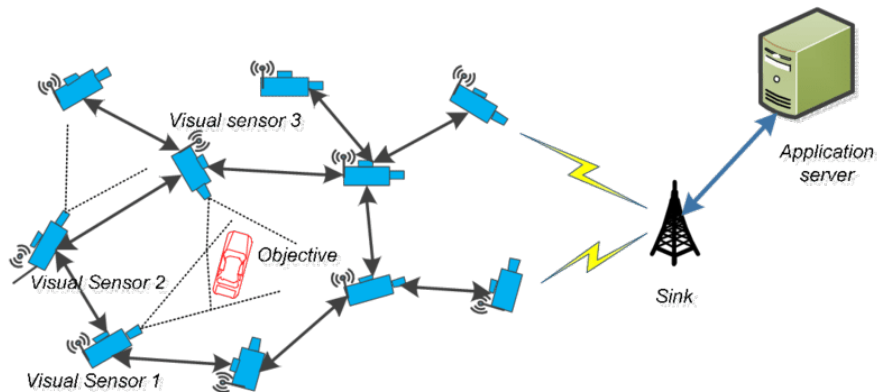 Visual sensor 3
Application
server
Objective
Visual Sensor 2
Sink
Visual Sensor 1